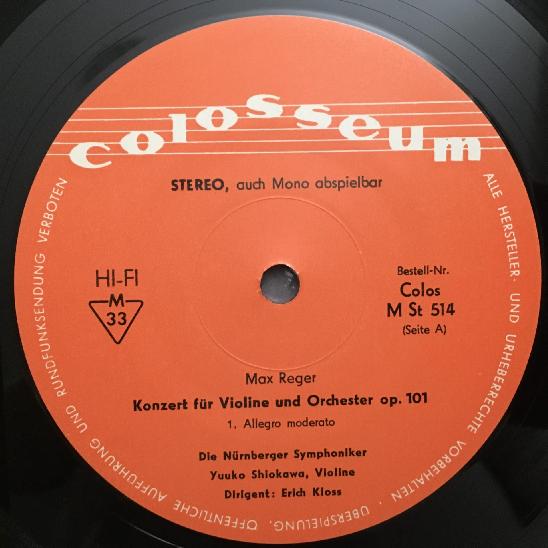 colosseum
STEREO, auch Mono abspielbar
HI-FI
M
33
Bestell-Nr.
Colos
M St 514
(Seite A)
Max Reger
Konzert für Violine und Orchester op. 101
1. Allegro moderato
Die Nürnberger Symphoniker
Yuuko Shiokawa, Violine
Dirigent: Erich Kloss
ALLE HERSTELLER- UND URHEBERRECHTE VORBEHALTEN · ÜBERSPIELUNG, ÖFFENTLICHE AUFFÜHRUNG UND RUNDFUNKSENDUNG VERBOTEN